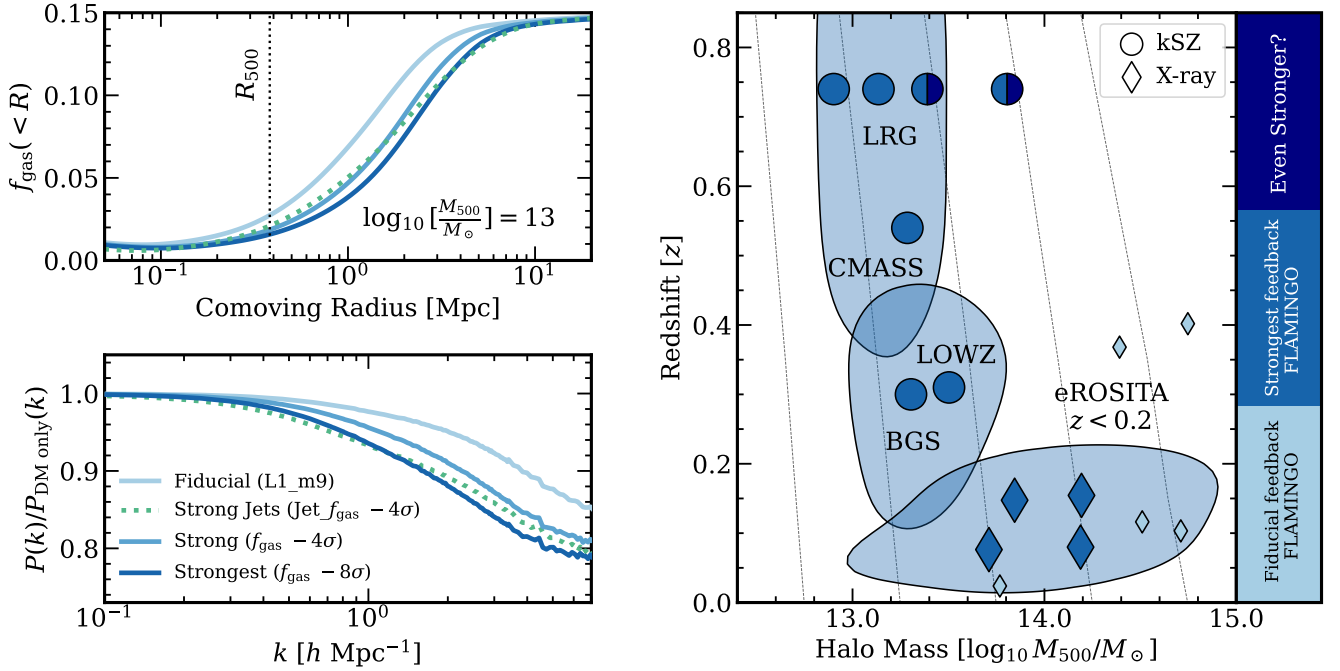 0.15
0.10
0.05
0.00
f_gas(< R)
R_500
log_10 [M_500/M_⊙] = 13
10^−1
10^0
10^1
Comoving Radius [Mpc]
1.0
0.9
0.8
P(k)/P_DM only(k)
Fiducial (L1_m9)
Strong Jets (Jet_f_gas − 4σ)
Strong (f_gas − 4σ)
Strongest (f_gas − 8σ)
10^−1
10^0
k [h Mpc^−1]
0.8
0.6
0.4
0.2
0.0
Redshift [z]
kSZ
X-ray
LRG
CMASS
LOWZ
BGS
eROSITA
z < 0.2
13.0
14.0
15.0
Halo Mass [log_10 M_500/M_⊙]
Even Stronger?
Strongest feedback
FLAMINGO
Fiducial feedback
FLAMINGO